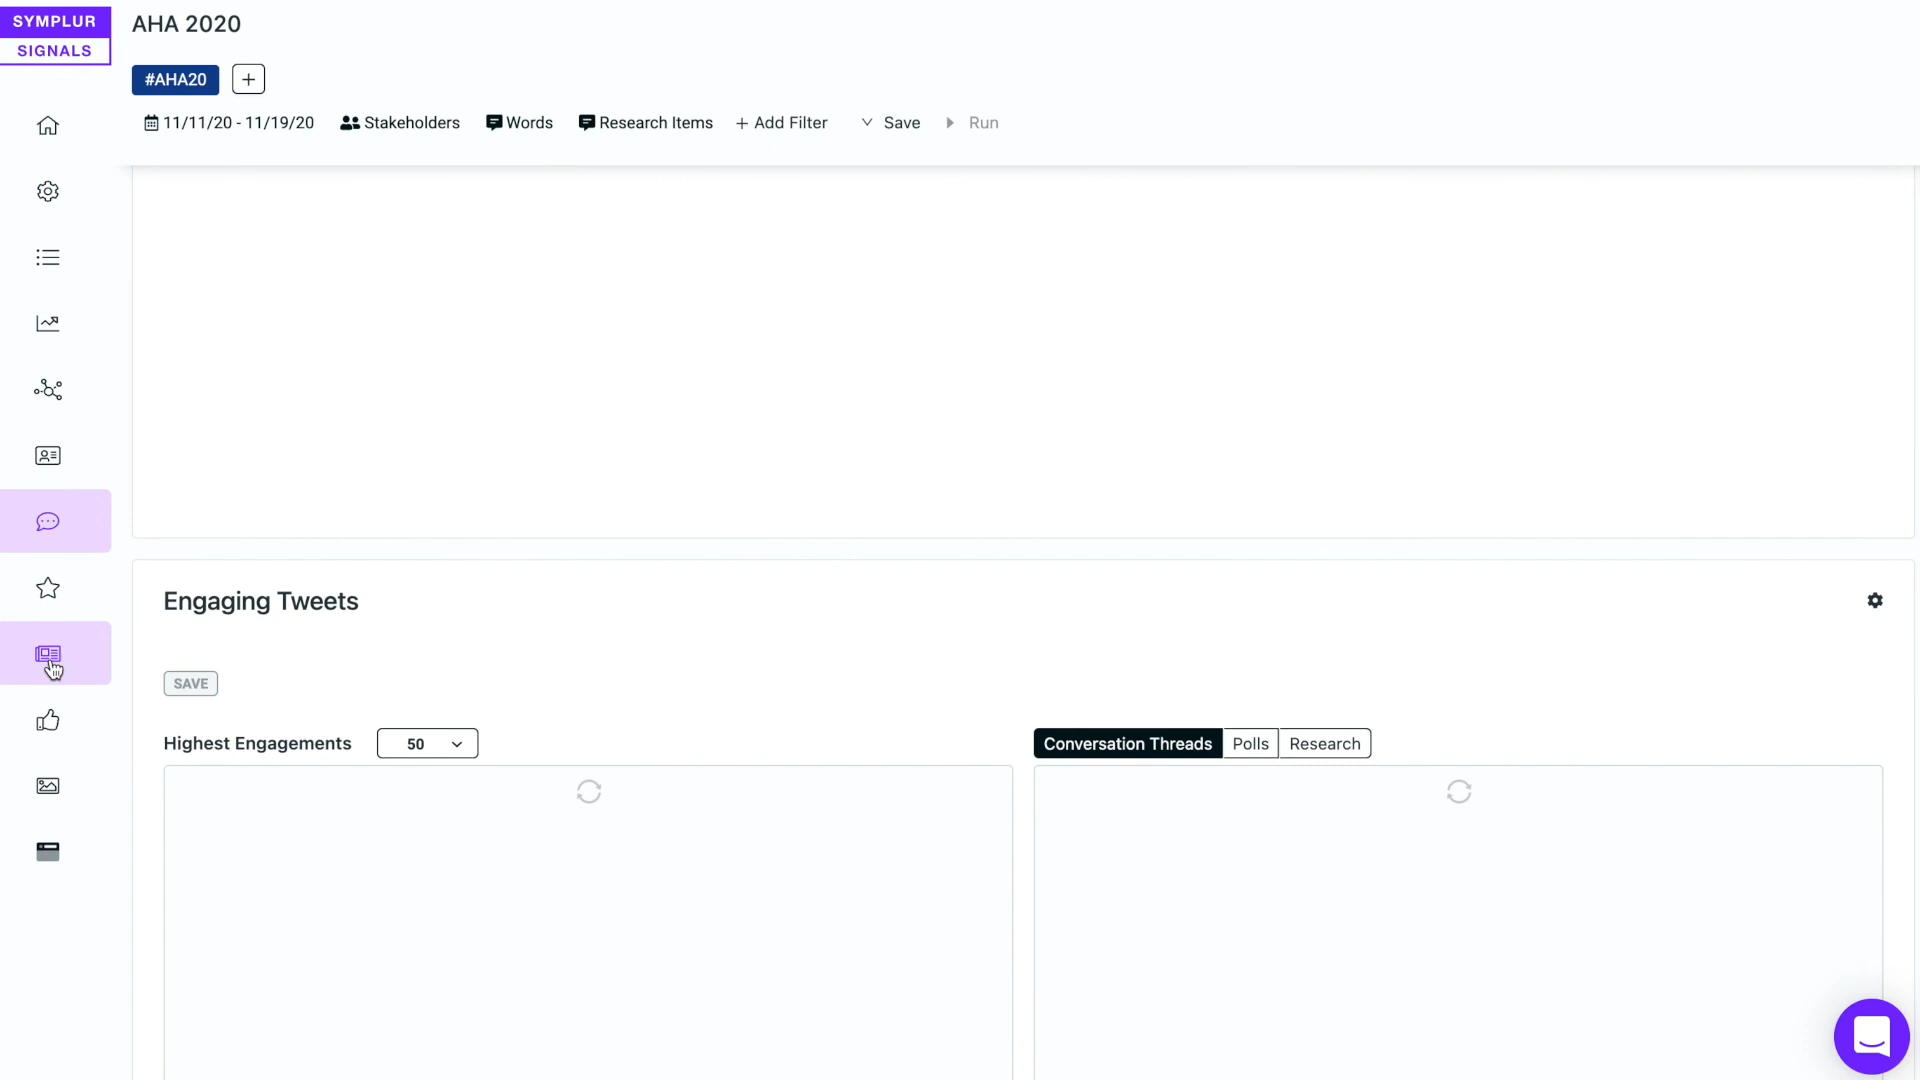 SYMPLUR
SIGNALS
AHA 2020
#AHA20
11/11/20 - 11/19/20 Stakeholders Words Research Items + Add Filter Save Run
Engaging Tweets
SAVE
Highest Engagements 50 Conversation Threads Polls Research